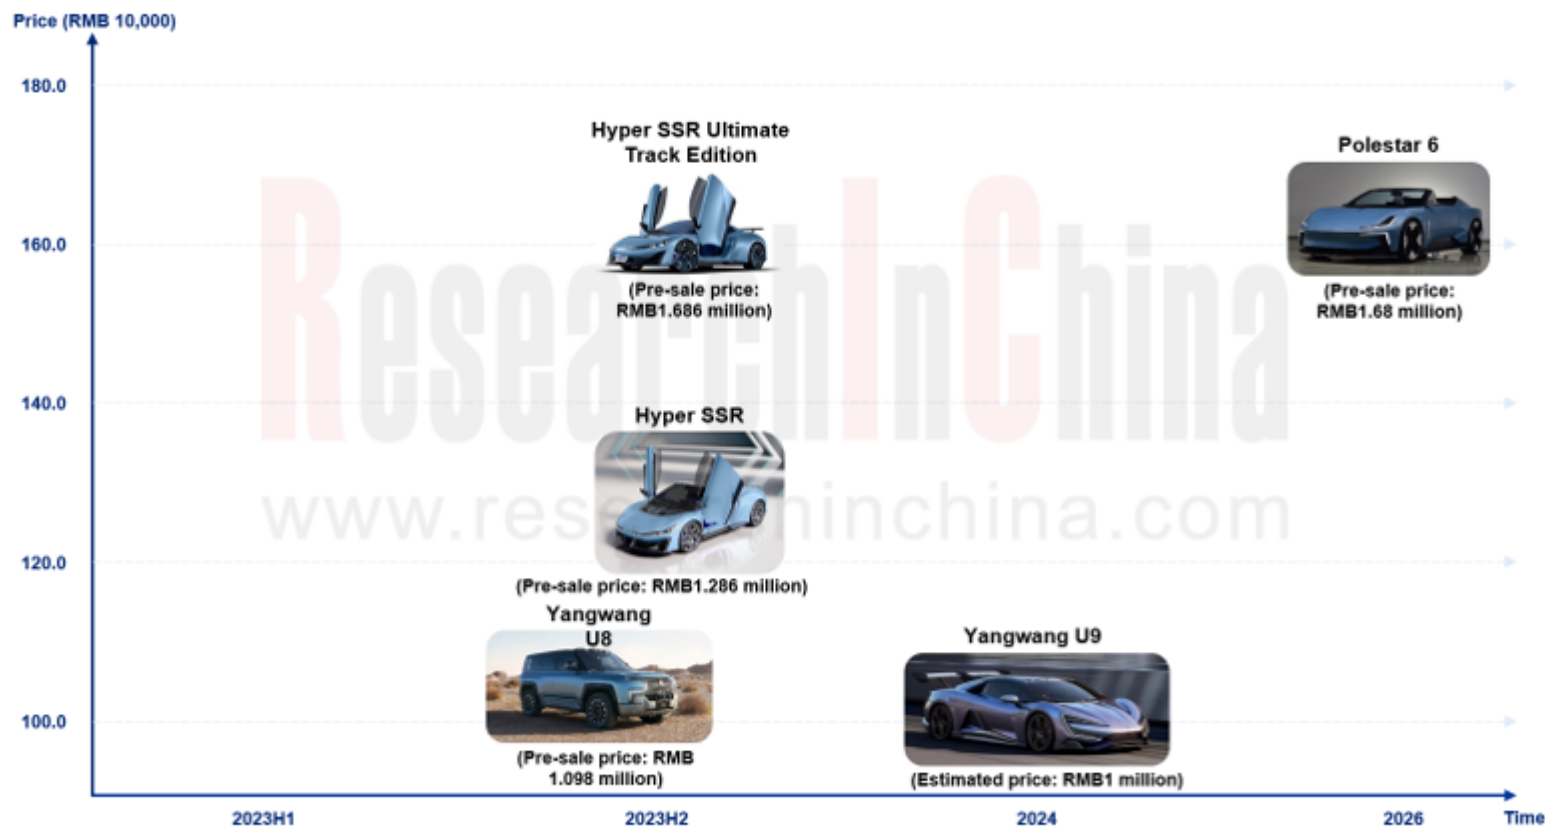 Price (RMB 10,000)
180.0
Hyper SSR Ultimate
Track Edition
Polestar 6
160.0
(Pre-sale price:
RMB1.686 million)
(Pre-sale price:
RMB1.68 million)
ResearchInChina
140.0
Hyper SSR
www.researchinchina.com
120.0
(Pre-sale price: RMB1.286 million)
Yangwang
U8
Yangwang U9
100.0
(Pre-sale price: RMB
1.098 million)
(Estimated price: RMB1 million)
2023H1
2023H2
2024
2026
Time